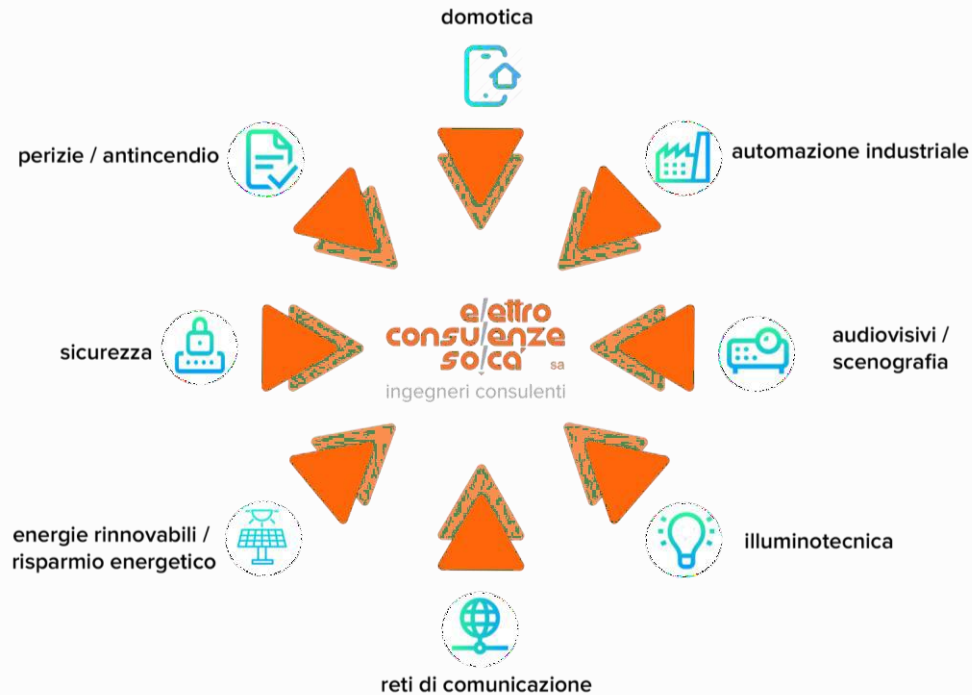 domotica
perizie / antincendio
automazione industriale
elettro
consulenze
solcà sa
ingegneri consulenti
sicurezza
audiovisivi /
scenografia
energie rinnovabili /
risparmio energetico
illuminotecnica
reti di comunicazione